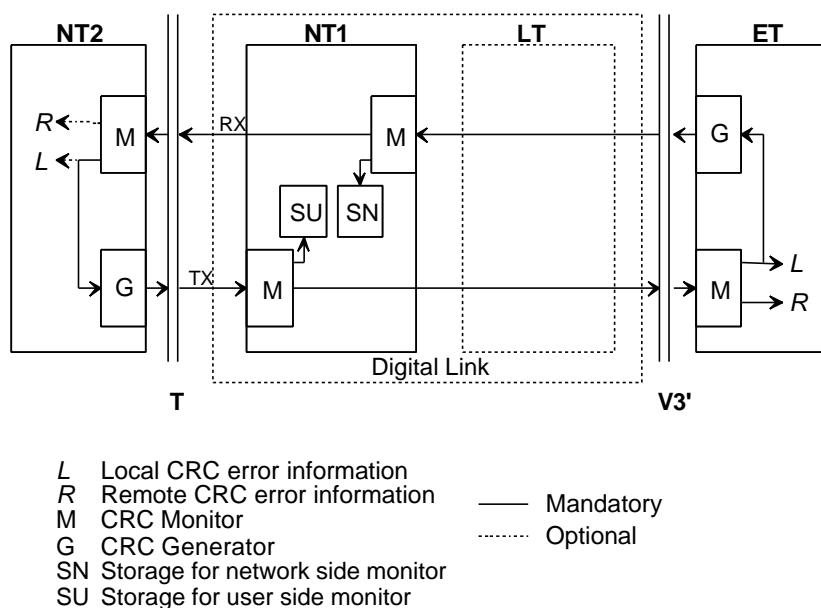 NT2 NT1 LT ET
R M RX M G
L
SU SN
G TX M M L
R
Digital Link
T V3'
L Local CRC error information
R Remote CRC error information
M CRC Monitor
G CRC Generator
SN Storage for network side monitor
SU Storage for user side monitor
Mandatory
Optional